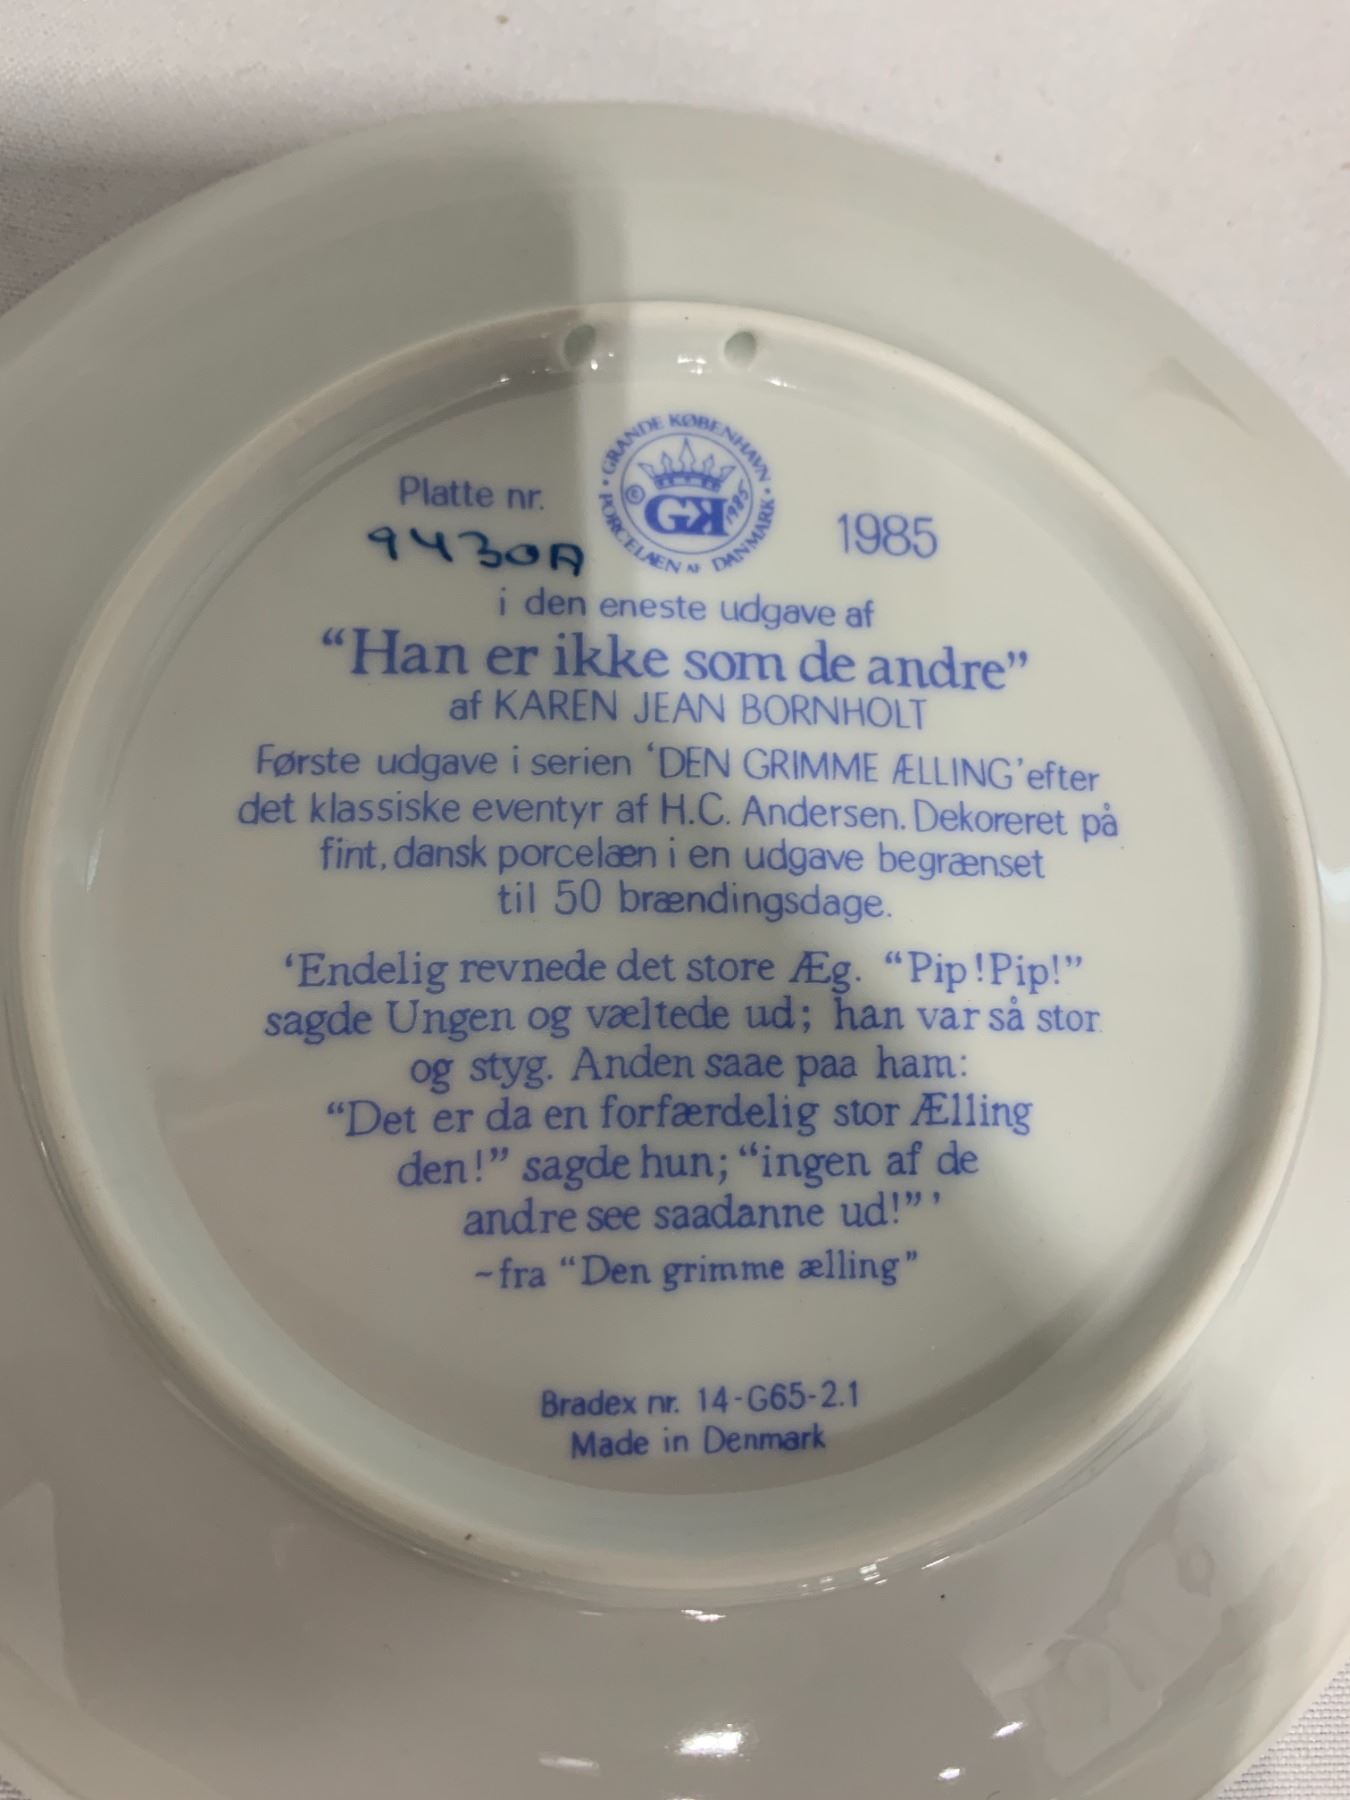 GRANDE KØBENHAVN
PORCELÆN AF DANMARK
© GK 1985
Platte nr.
9430A
1985
i den eneste udgave af
“Han er ikke som de andre”
af KAREN JEAN BORNHOLT
Første udgave i serien ‘DEN GRIMME ÆLLING’ efter
det klassiske eventyr af H.C. Andersen. Dekoreret på
fint, dansk porcelæn i en udgave begrænset
til 50 brændingsdage.
‘Endelig revnede det store Æg. “Pip! Pip!”
sagde Ungen og væltede ud; han var så stor
og styg. Anden saae paa ham:
“Det er da en forfærdelig stor Ælling
den!” sagde hun; “ingen af de
andre see saadanne ud!”’
~fra “Den grimme ælling”
Bradex nr. 14-G65-2.1
Made in Denmark